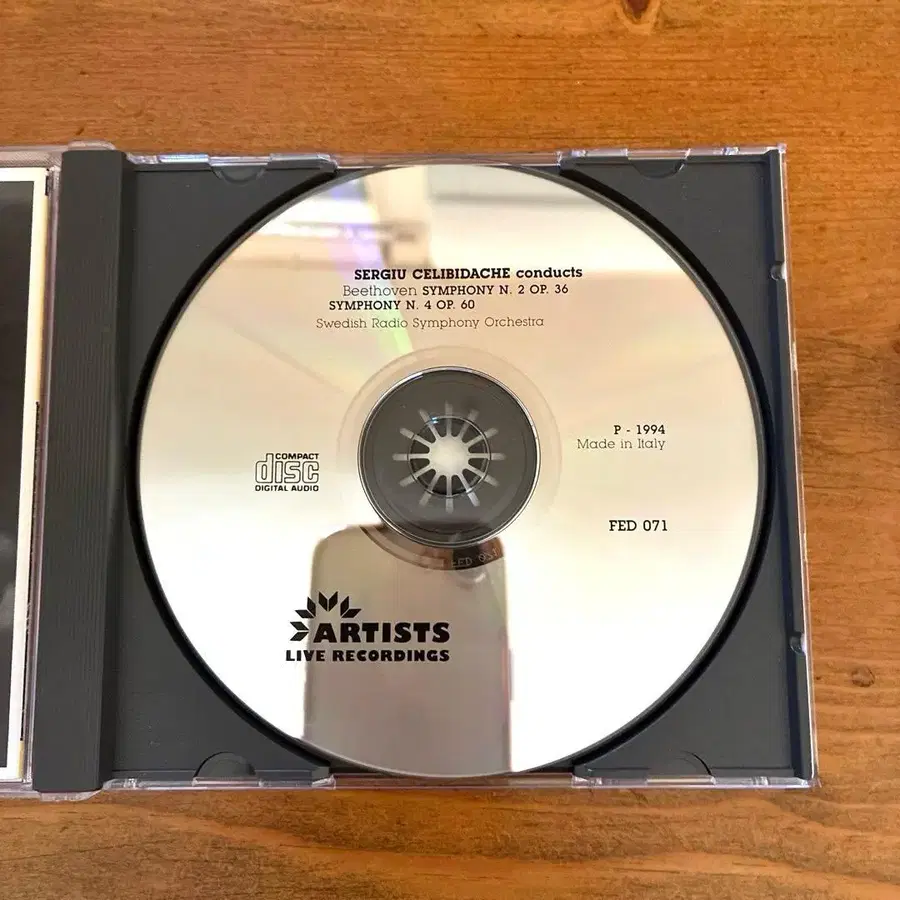 SERGIU CELIBIDACHE conducts
Beethoven SYMPHONY N. 2 OP. 36
SYMPHONY N. 4 OP. 60
Swedish Radio Symphony Orchestra
P - 1994
Made in Italy
COMPACT
disc
DIGITAL AUDIO
FED 071
ARTISTS
LIVE RECORDINGS